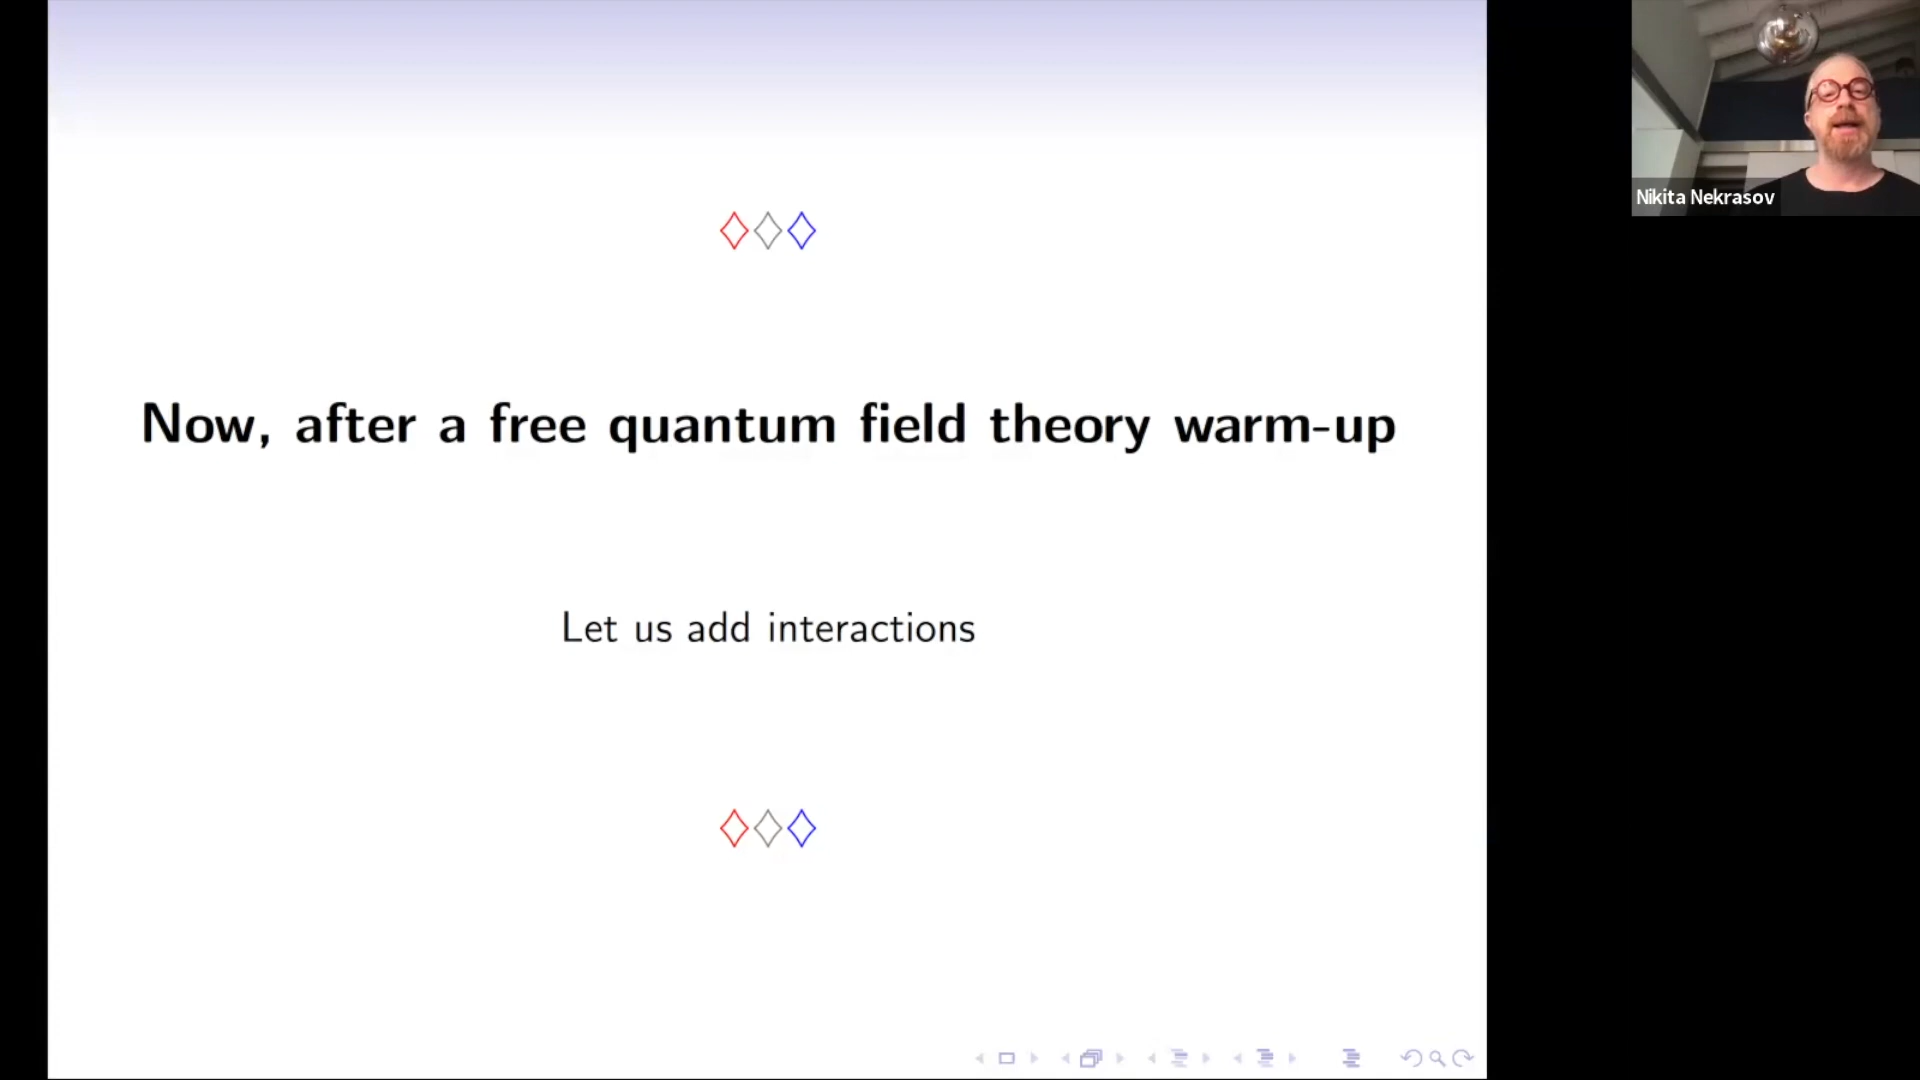 Now, after a free quantum field theory warm-up
Let us add interactions
Nikita Nekrasov